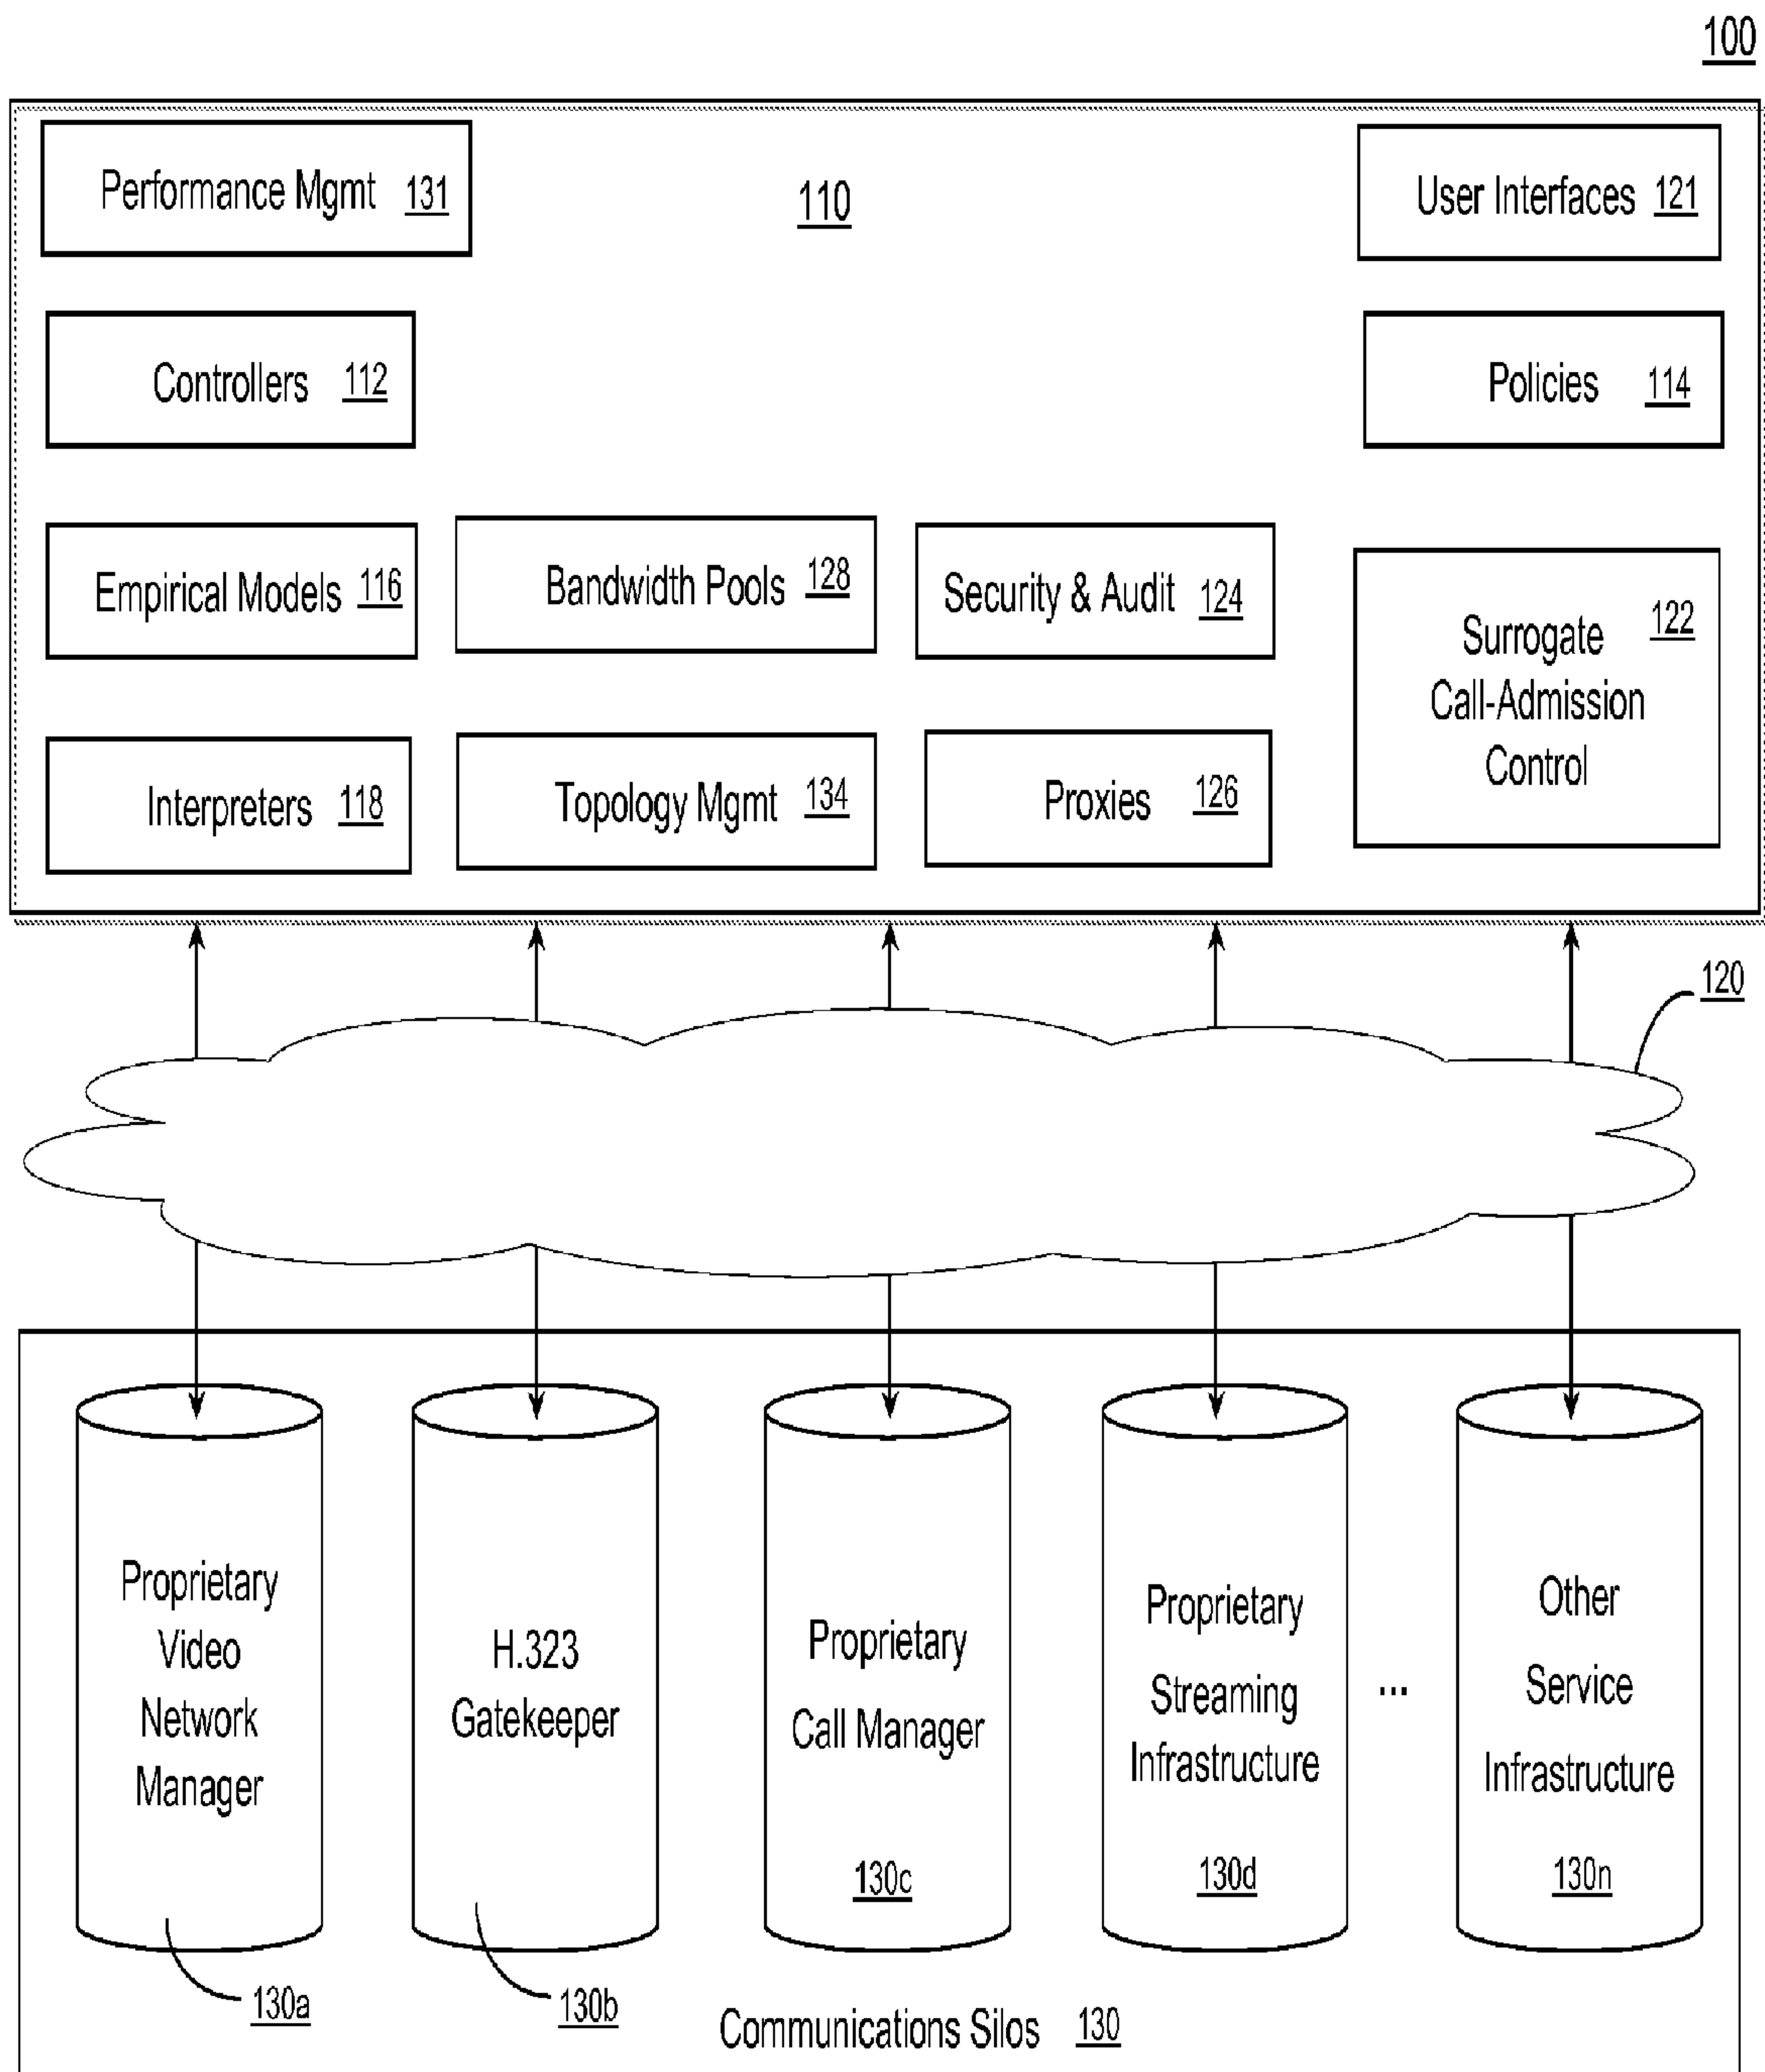 100
Performance Mgmt 131
110
User Interfaces 121
Controllers 112
Policies 114
Empirical Models 116
Bandwidth Pools 128
Security & Audit 124
Surrogate 122
Call-Admission
Control
Interpreters 118
Topology Mgmt 134
Proxies 126
120
Proprietary
Video
Network
Manager
130a
H.323
Gatekeeper
130b
Proprietary
Call Manager
130c
Proprietary
Streaming
Infrastructure
130d
...
Other
Service
Infrastructure
130n
Communications Silos 130